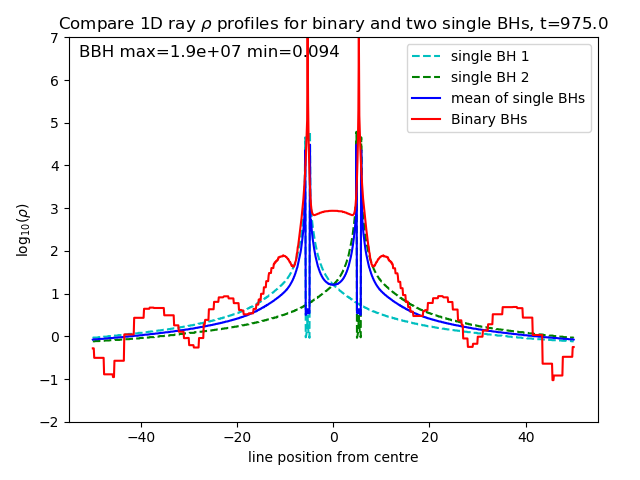 Compare 1D ray ρ profiles for binary and two single BHs, t=975.0
BBH max=1.9e+07 min=0.094
single BH 1
single BH 2
mean of single BHs
Binary BHs
7
6
5
4
3
2
1
0
−1
−2
log₁₀(ρ)
−40 −20 0 20 40
line position from centre